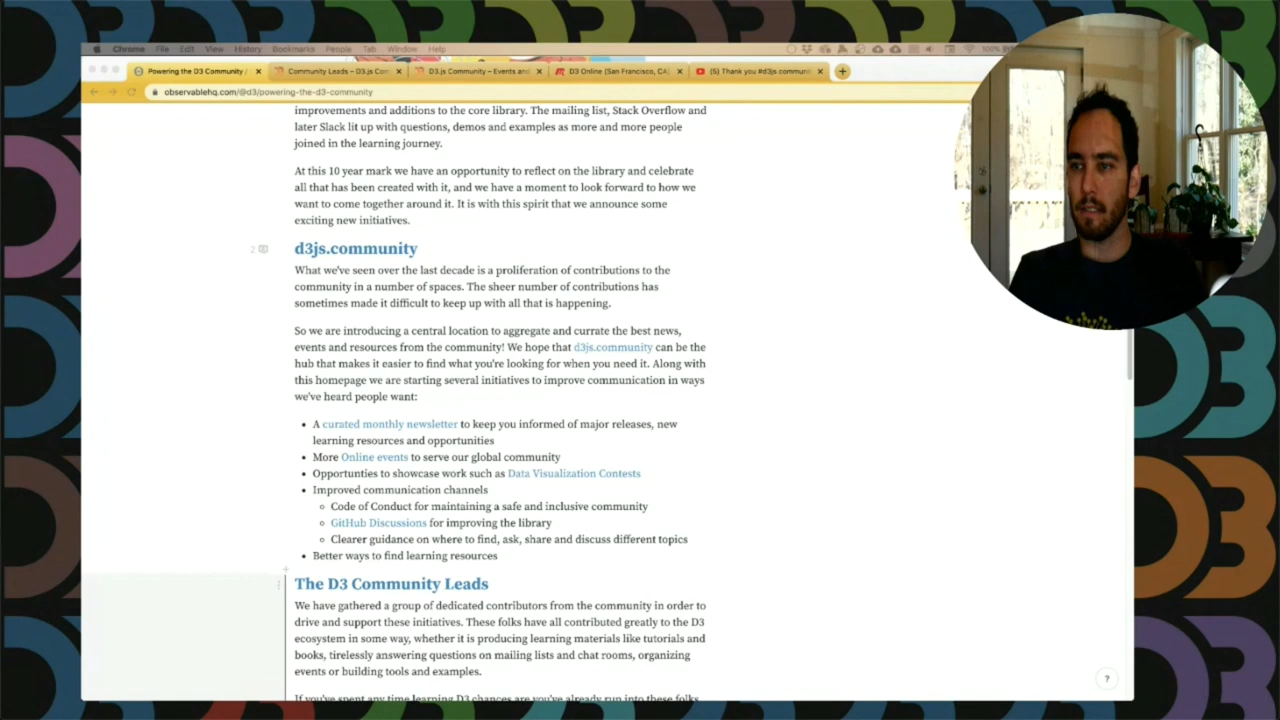 Chrome File Edit View History Bookmarks People Tab Window Help 100%
Powering the D3 Community / Community Leads – D3.js Com D3.js Community – Events and D3 Online (San Francisco, CA) (5) Thank you #d3js.communi
observablehq.com/@d3/powering-the-d3-community
improvements and additions to the core library. The mailing list, Stack Overflow and
later Slack lit up with questions, demos and examples as more and more people
joined in the learning journey.
At this 10 year mark we have an opportunity to reflect on the library and celebrate
all that has been created with it, and we have a moment to look forward to how we
want to come together around it. It is with this spirit that we announce some
exciting new initiatives.
2
d3js.community
What we've seen over the last decade is a proliferation of contributions to the
community in a number of spaces. The sheer number of contributions has
sometimes made it difficult to keep up with all that is happening.
So we are introducing a central location to aggregate and currate the best news,
events and resources from the community! We hope that d3js.community can be the
hub that makes it easier to find what you're looking for when you need it. Along with
this homepage we are starting several initiatives to improve communication in ways
we've heard people want:
A curated monthly newsletter to keep you informed of major releases, new
learning resources and opportunities
More Online events to serve our global community
Opportunties to showcase work such as Data Visualization Contests
Improved communication channels
Code of Conduct for maintaining a safe and inclusive community
GitHub Discussions for improving the library
Clearer guidance on where to find, ask, share and discuss different topics
Better ways to find learning resources
The D3 Community Leads
We have gathered a group of dedicated contributors from the community in order to
drive and support these initiatives. These folks have all contributed greatly to the D3
ecosystem in some way, whether it is producing learning materials like tutorials and
books, tirelessly answering questions on mailing lists and chat rooms, organizing
events or building tools and examples.
If you've spent any time learning D3 chances are you've already run into these folks
?